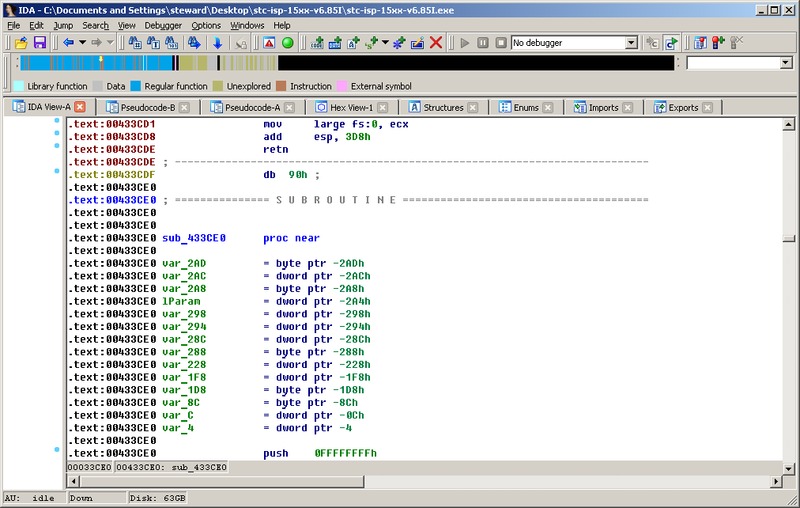 IDA - C:\Documents and Settings\steward\Desktop\stc-isp-15xx-v6.85I\stc-isp-15xx-v6.85I.exe
File Edit Jump Search View Debugger Options Windows Help
No debugger
Library function Data Regular function Unexplored Instruction External symbol
IDA View-A Pseudocode-B Pseudocode-A Hex View-1 Structures Enums Imports Exports
.text:00433CD1 mov large fs:0, ecx
.text:00433CD8 add esp, 3D8h
.text:00433CDE retn
.text:00433CDE ; ---------------------------------------------------------------------------
.text:00433CDF db 90h ;
.text:00433CE0
.text:00433CE0 ; =============== S U B R O U T I N E =======================================
.text:00433CE0
.text:00433CE0
.text:00433CE0 sub_433CE0 proc near
.text:00433CE0
.text:00433CE0 var_2AD = byte ptr -2ADh
.text:00433CE0 var_2AC = dword ptr -2ACh
.text:00433CE0 var_2A8 = byte ptr -2A8h
.text:00433CE0 lParam = dword ptr -2A4h
.text:00433CE0 var_298 = dword ptr -298h
.text:00433CE0 var_294 = dword ptr -294h
.text:00433CE0 var_28C = dword ptr -28Ch
.text:00433CE0 var_288 = byte ptr -288h
.text:00433CE0 var_228 = dword ptr -228h
.text:00433CE0 var_1F8 = dword ptr -1F8h
.text:00433CE0 var_1D8 = byte ptr -1D8h
.text:00433CE0 var_8C = byte ptr -8Ch
.text:00433CE0 var_C = dword ptr -0Ch
.text:00433CE0 var_4 = dword ptr -4
.text:00433CE0
.text:00433CE0 push 0FFFFFFFFh
00033CE0 00433CE0: sub_433CE0
AU: idle Down Disk: 63GB